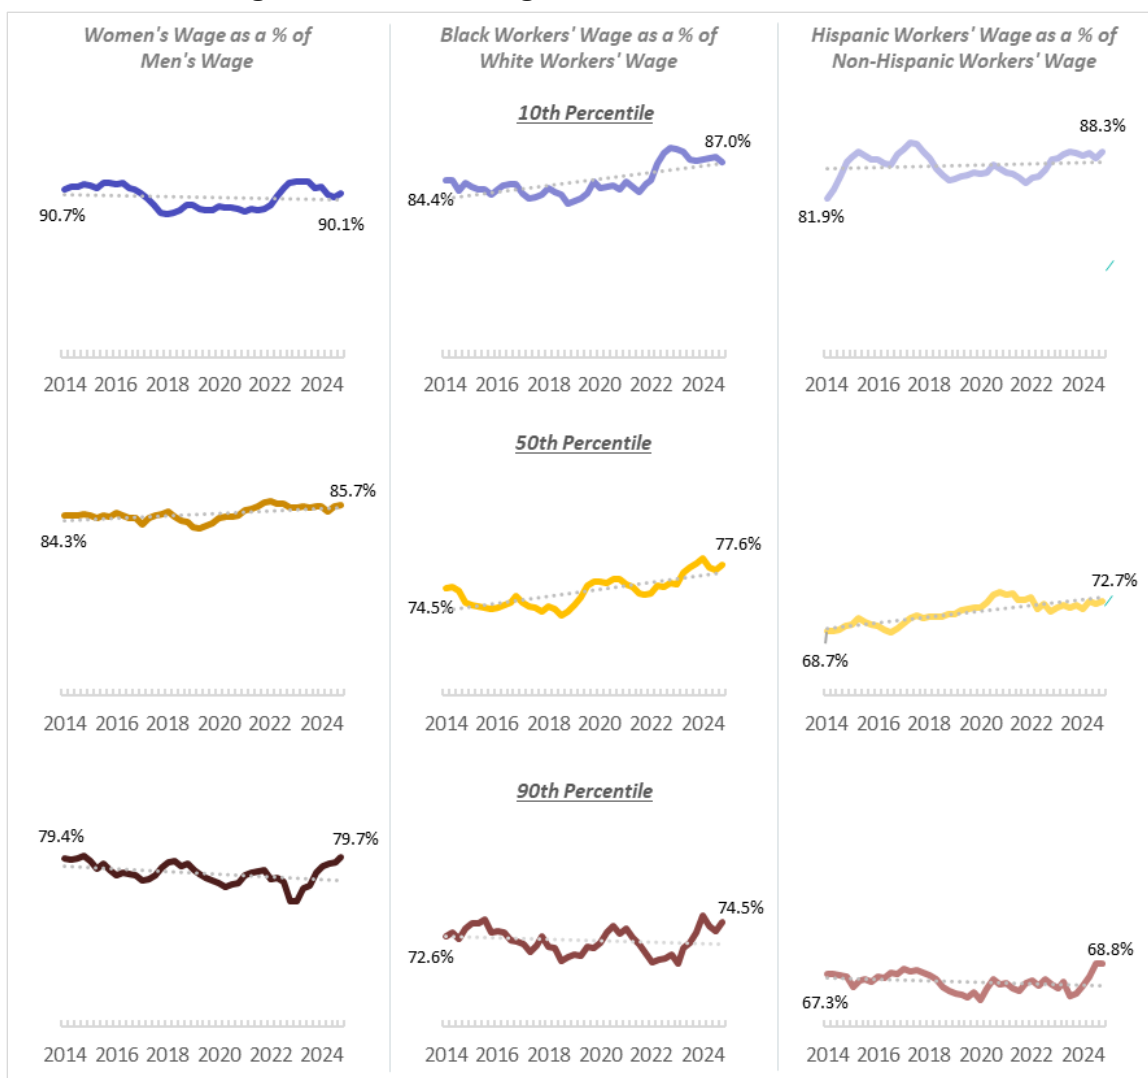 Women's Wage as a % of
Men's Wage
Black Workers' Wage as a % of
White Workers' Wage
Hispanic Workers' Wage as a % of
Non-Hispanic Workers' Wage
10th Percentile
90.7%
90.1%
84.4%
87.0%
81.9%
88.3%
2014 2016 2018 2020 2022 2024
2014 2016 2018 2020 2022 2024
2014 2016 2018 2020 2022 2024
50th Percentile
84.3%
85.7%
74.5%
77.6%
68.7%
72.7%
2014 2016 2018 2020 2022 2024
2014 2016 2018 2020 2022 2024
2014 2016 2018 2020 2022 2024
90th Percentile
79.4%
79.7%
72.6%
74.5%
67.3%
68.8%
2014 2016 2018 2020 2022 2024
2014 2016 2018 2020 2022 2024
2014 2016 2018 2020 2022 2024